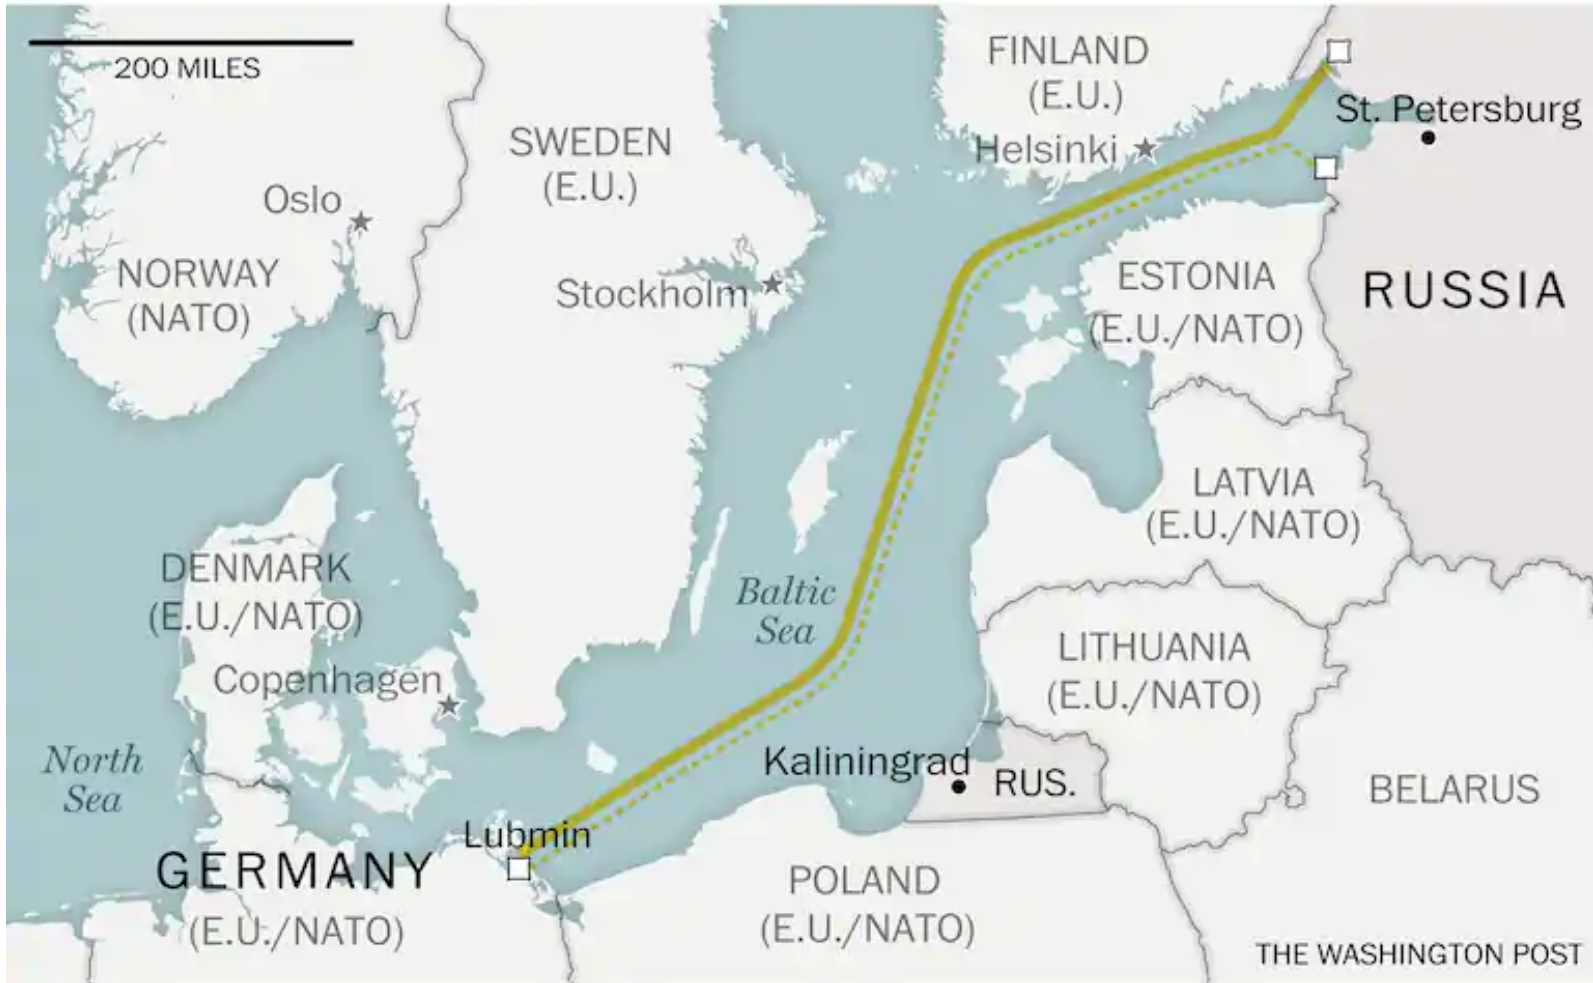 200 MILES
FINLAND
(E.U.)
St. Petersburg
SWEDEN
(E.U.)
Helsinki
Oslo
NORWAY
(NATO)
Stockholm
ESTONIA
(E.U./NATO)
RUSSIA
LATVIA
(E.U./NATO)
DENMARK
(E.U./NATO)
Baltic
Sea
LITHUANIA
(E.U./NATO)
Copenhagen
North
Sea
Kaliningrad
RUS.
BELARUS
Lubmin
GERMANY
(E.U./NATO)
POLAND
(E.U./NATO)
THE WASHINGTON POST